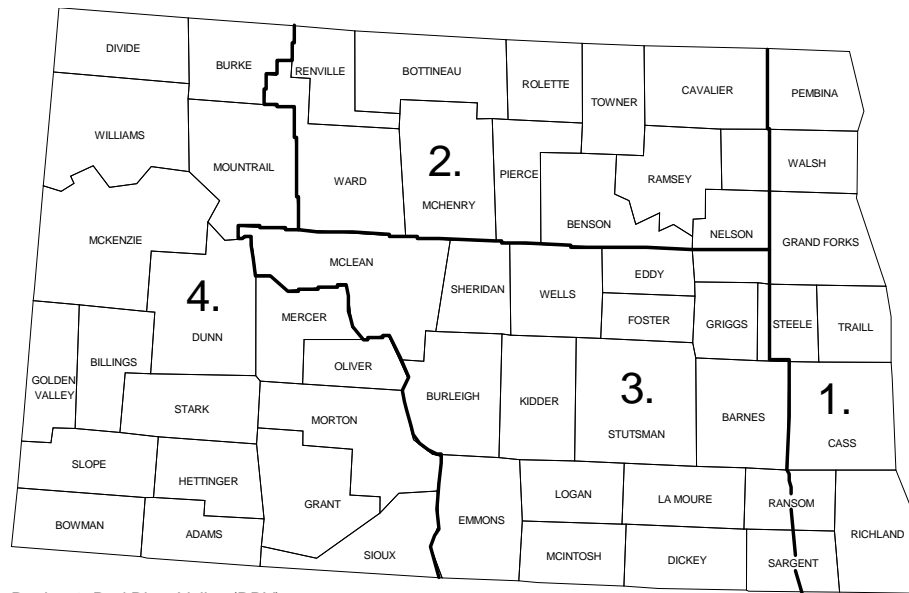 DIVIDE
BURKE
RENVILLE
BOTTINEAU
ROLETTE
TOWNER
CAVALIER
PEMBINA
WILLIAMS
MOUNTRAIL
WARD
2.
MCHENRY
PIERCE
BENSON
RAMSEY
NELSON
WALSH
GRAND FORKS
MCKENZIE
4.
DUNN
MCLEAN
SHERIDAN
WELLS
EDDY
FOSTER
GRIGGS
STEELE
TRAILL
GOLDEN
VALLEY
BILLINGS
MERCER
OLIVER
STARK
MORTON
BURLEIGH
KIDDER
3.
STUTSMAN
BARNES
1.
CASS
SLOPE
HETTINGER
GRANT
BOWMAN
ADAMS
SIOUX
EMMONS
LOGAN
LA MOURE
RANSOM
RICHLAND
MCINTOSH
DICKEY
SARGENT